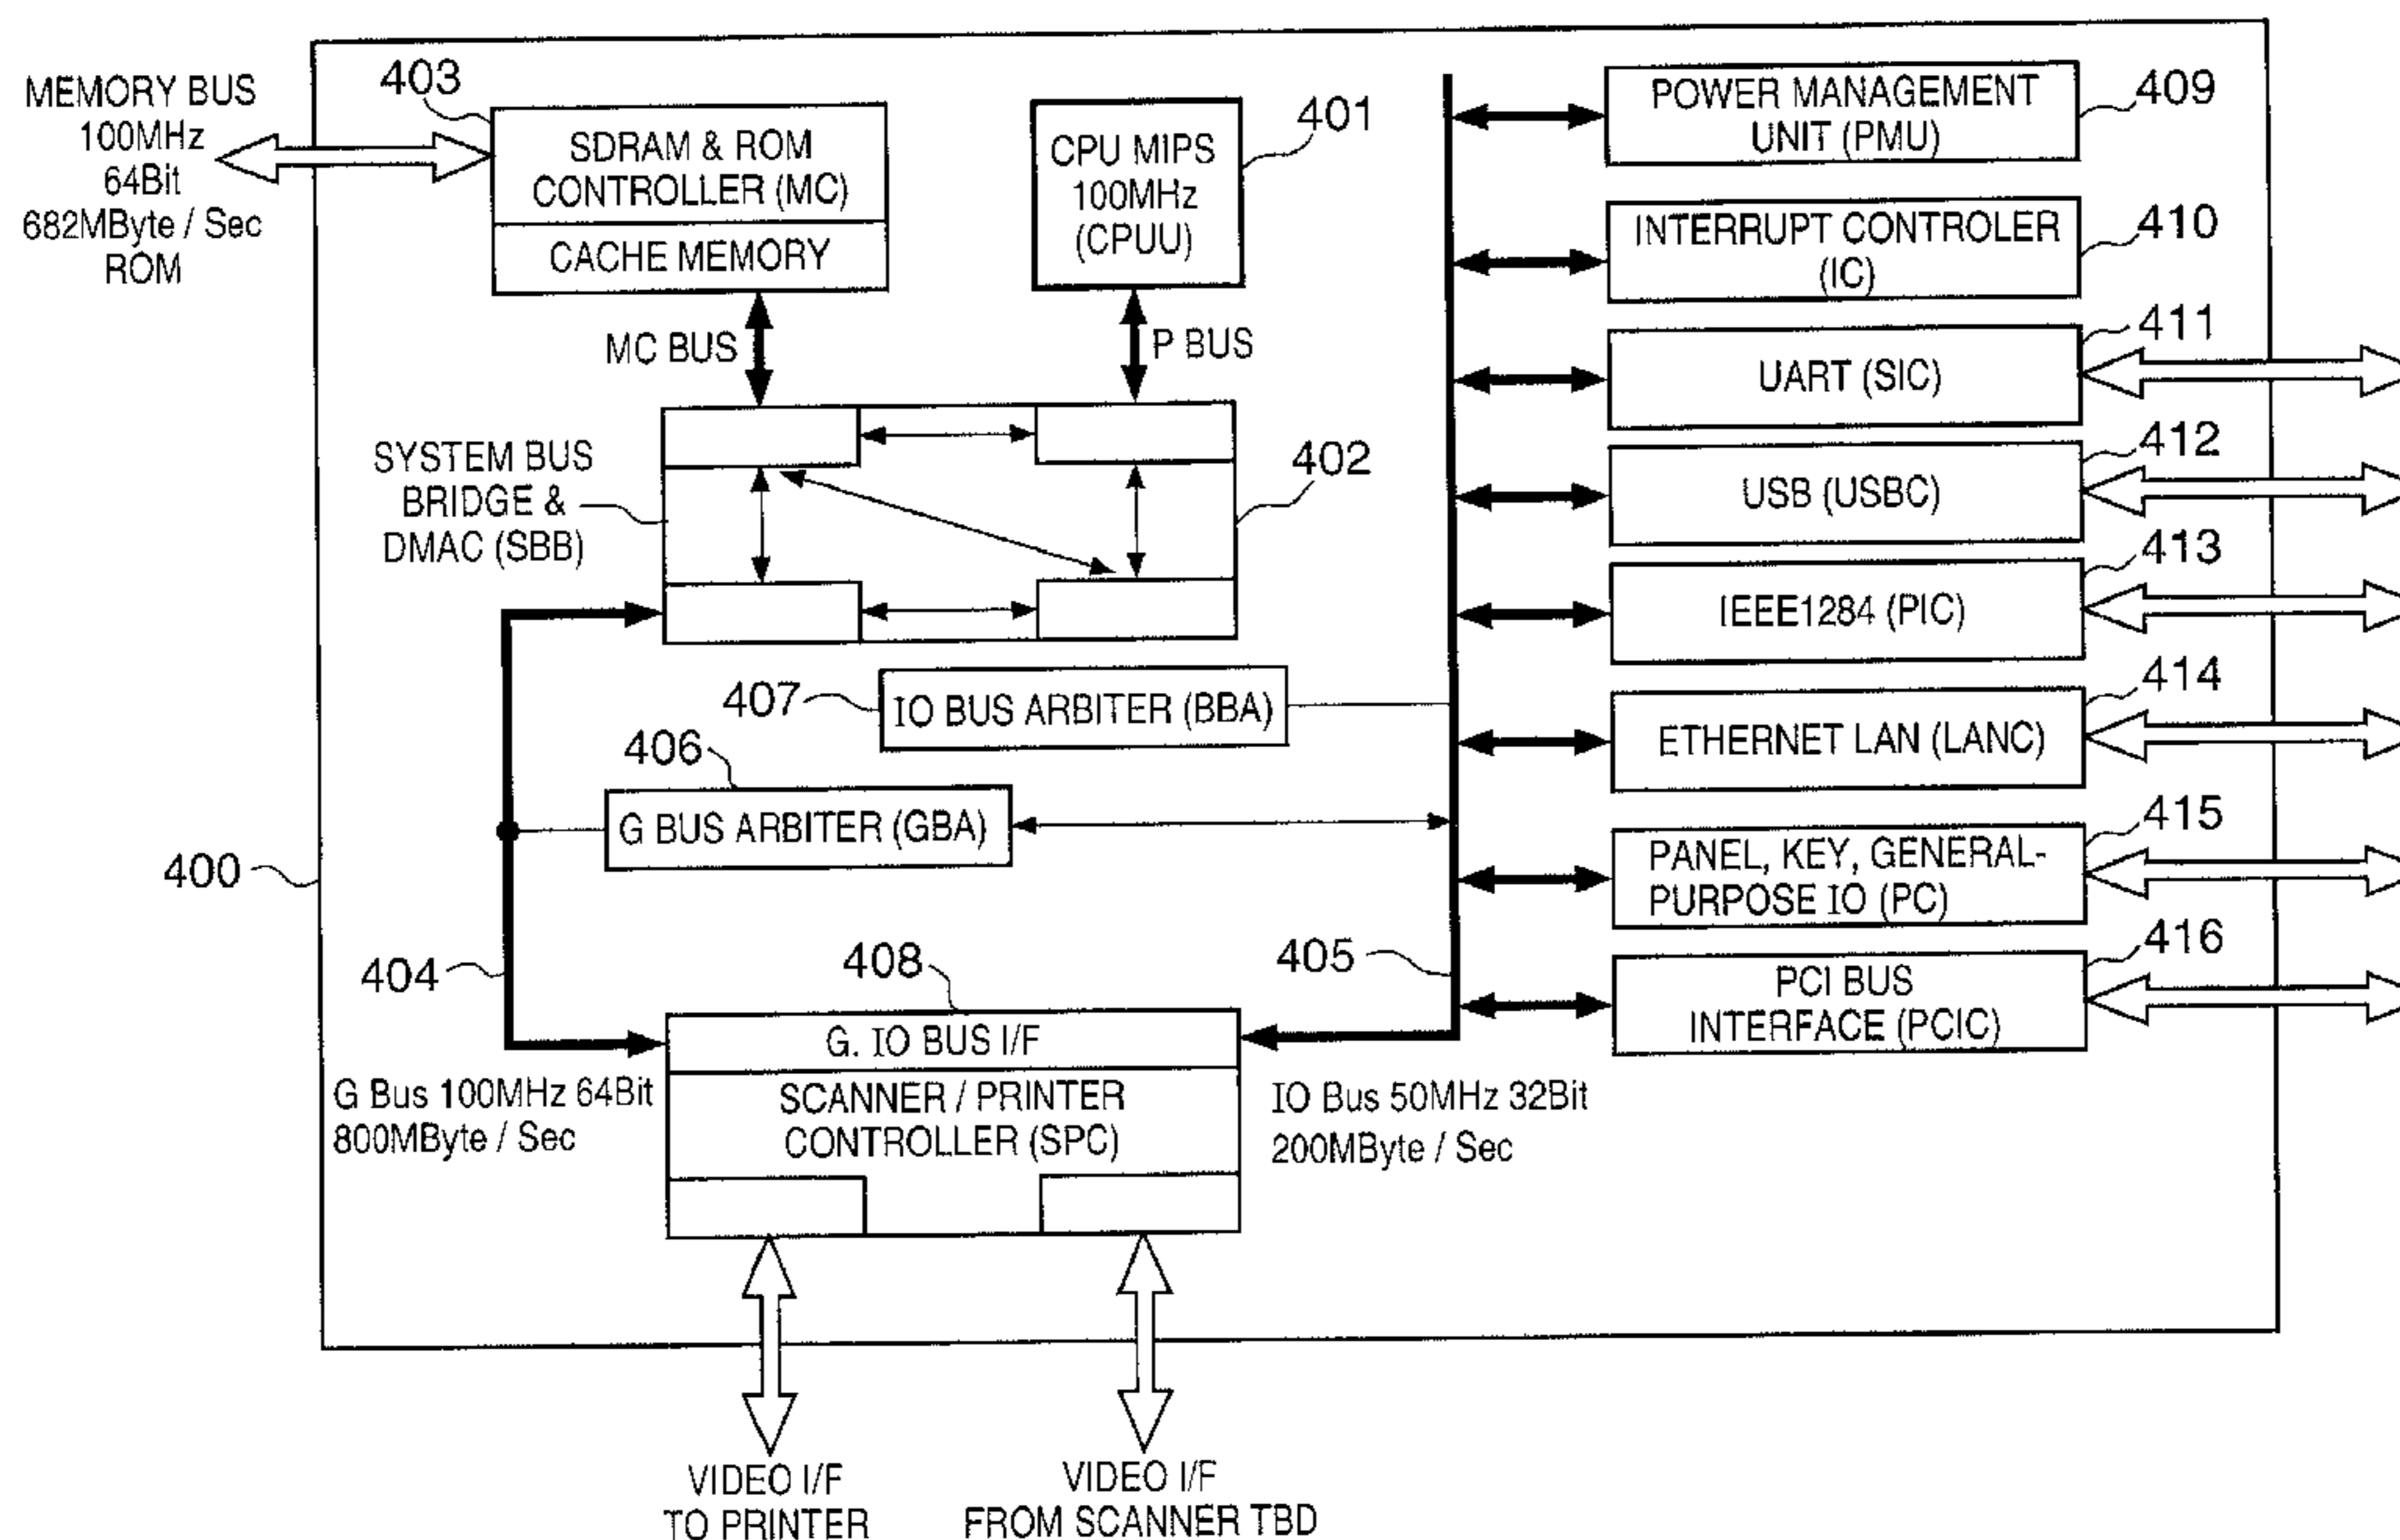 MEMORY BUS
100MHz
64Bit
682MByte / Sec
ROM
403
SDRAM & ROM
CONTROLLER (MC)
CACHE MEMORY
CPU MIPS
100MHz
(CPUU)
401
MC BUS
P BUS
SYSTEM BUS
BRIDGE &
DMAC (SBB)
402
407
IO BUS ARBITER (BBA)
406
G BUS ARBITER (GBA)
400
404
408
405
G. IO BUS I/F
SCANNER / PRINTER
CONTROLLER (SPC)
G Bus 100MHz 64Bit
800MByte / Sec
IO Bus 50MHz 32Bit
200MByte / Sec
VIDEO I/F
TO PRINTER
VIDEO I/F
FROM SCANNER TBD
POWER MANAGEMENT
UNIT (PMU)
409
INTERRUPT CONTROLER
(IC)
410
UART (SIC)
411
USB (USBC)
412
IEEE1284 (PIC)
413
ETHERNET LAN (LANC)
414
PANEL, KEY, GENERAL-
PURPOSE IO (PC)
415
PCI BUS
INTERFACE (PCIC)
416